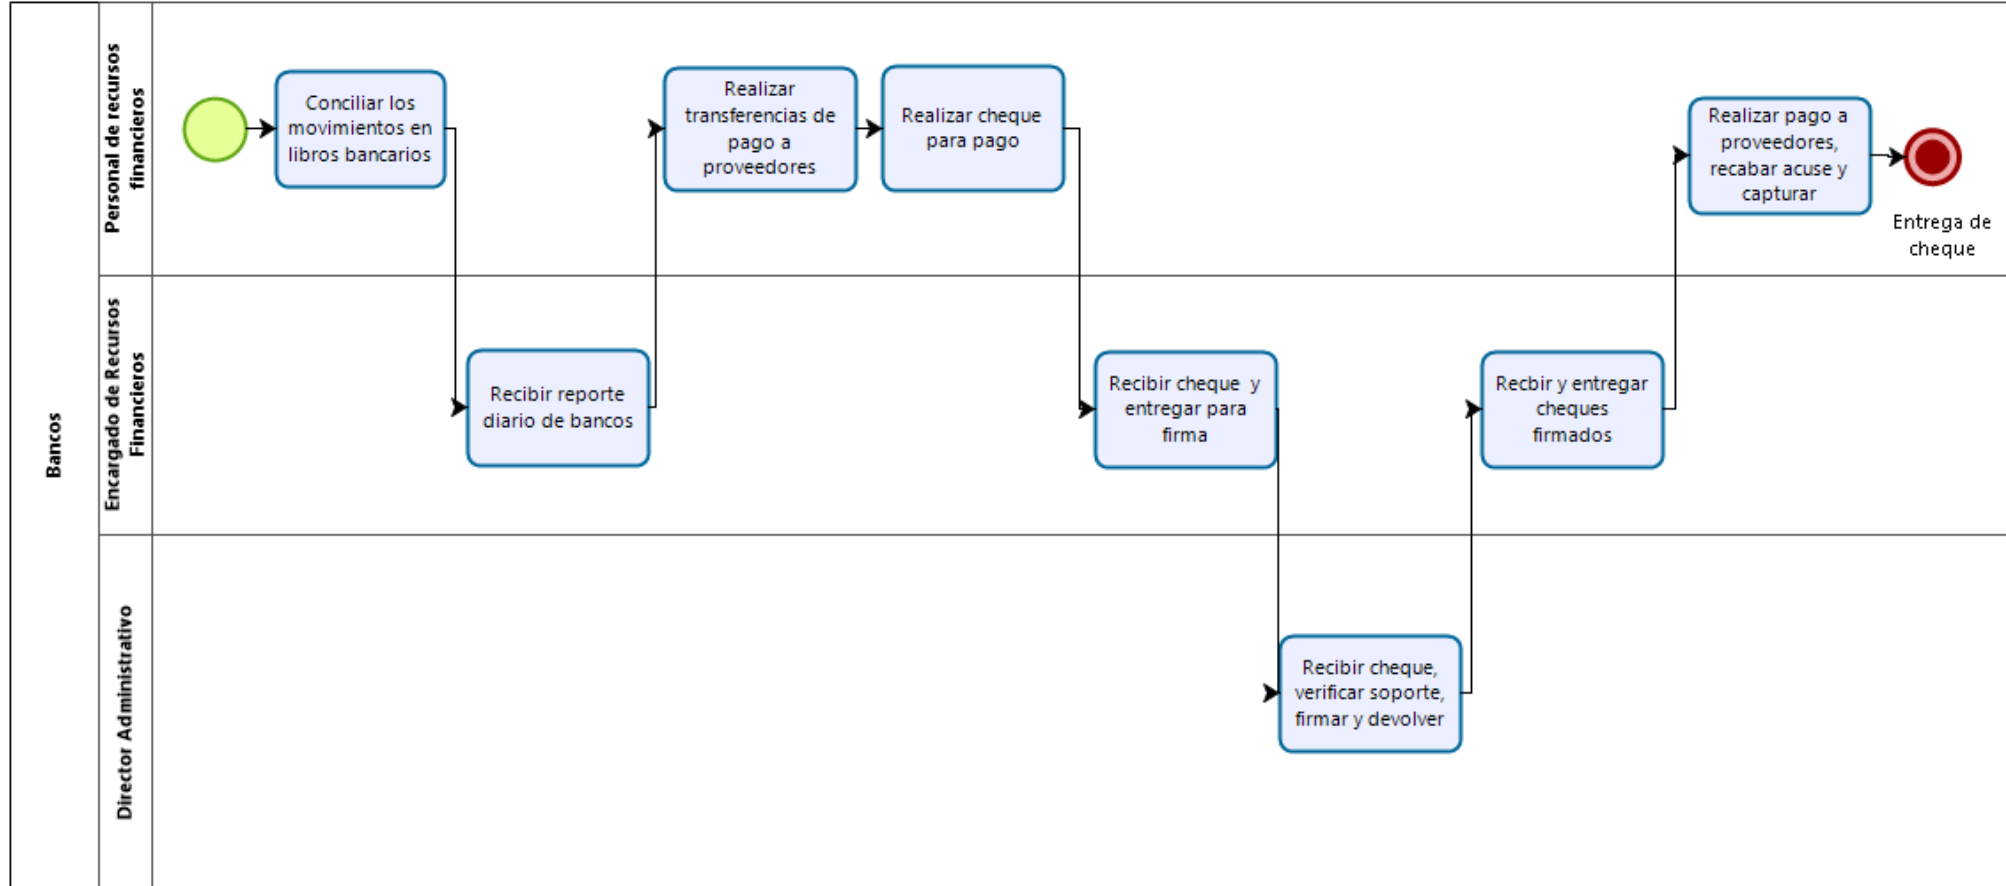 Bancos
Personal de recursos
financieros
Conciliar los
movimientos en
libros bancarios
Realizar
transferencias de
pago a
proveedores
Realizar cheque
para pago
Realizar pago a
proveedores,
recabar acuse y
capturar
Entrega de
cheque
Encargado de Recursos
Financieros
Recibir reporte
diario de bancos
Recibir cheque y
entregar para
firma
Recbir y entregar
cheques
firmados
Director Administrativo
Recibir cheque,
verificar soporte,
firmar y devolver